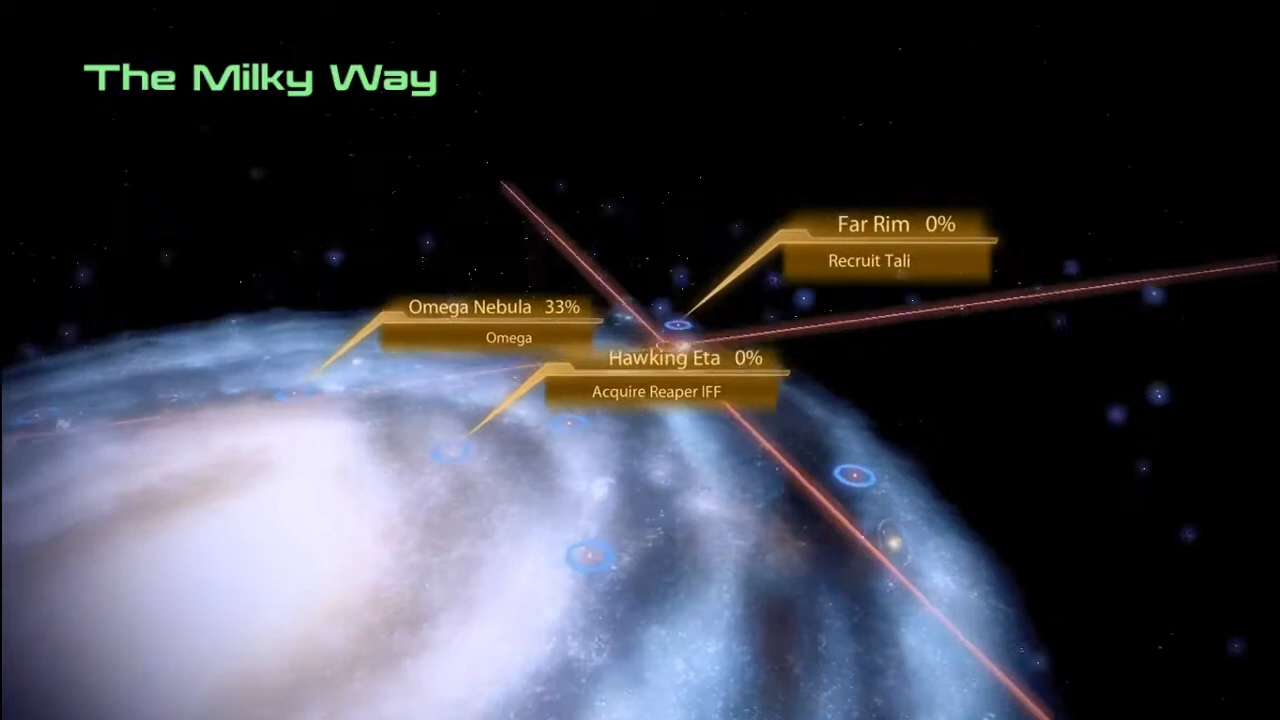 The Milky Way
Far Rim 0%
Recruit Tali
Omega Nebula 33%
Omega
Hawking Eta 0%
Acquire Reaper IFF